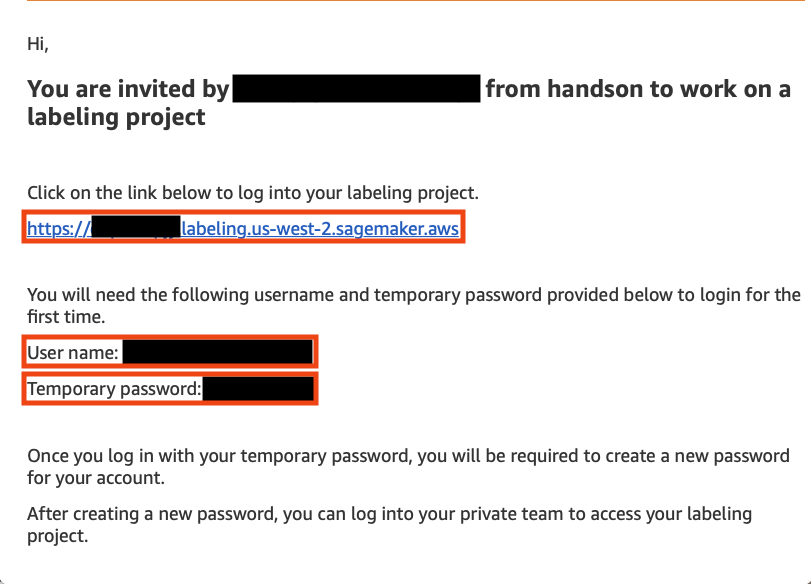 Hi,
You are invited by from handson to work on a
labeling project
Click on the link below to log into your labeling project.
https:// labeling.us-west-2.sagemaker.aws
You will need the following username and temporary password provided below to login for the
first time.
User name:
Temporary password:
Once you log in with your temporary password, you will be required to create a new password
for your account.
After creating a new password, you can log into your private team to access your labeling
project.